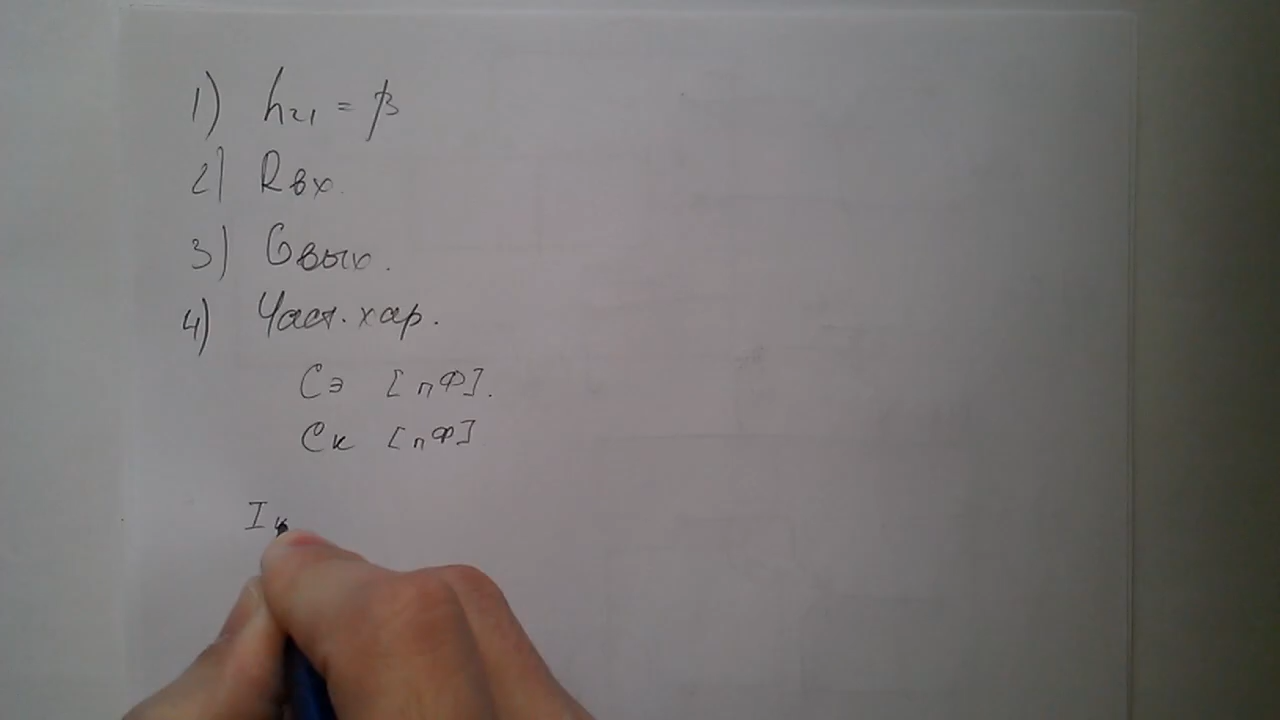 1) h21 = β
2) Rвх.
3) Gвых.
4) Част. хар.
Cэ [пФ].
Cк [пФ]
Iк